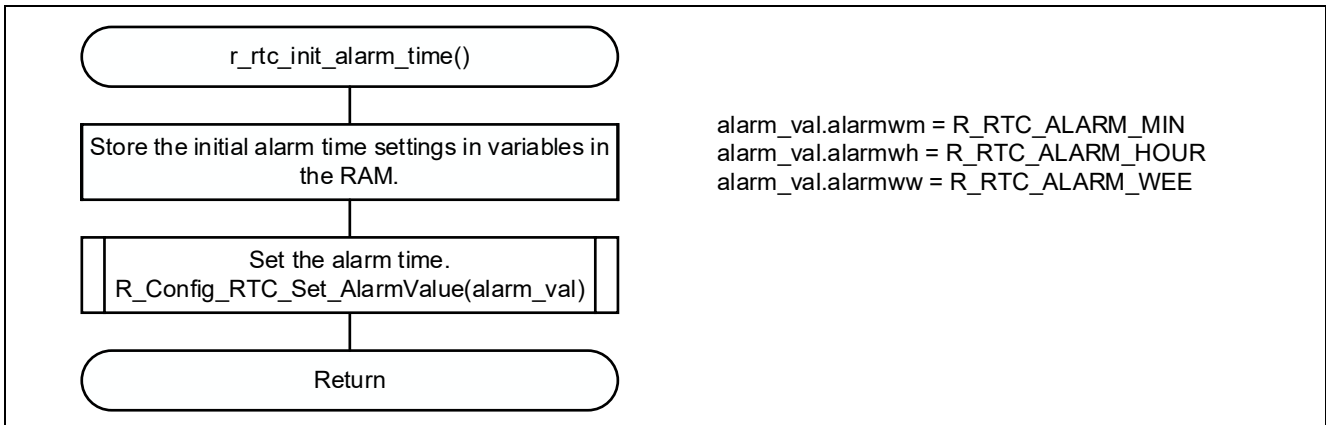 r_rtc_init_alarm_time()
Store the initial alarm time settings in variables in
the RAM.
alarm_val.alarmwm = R_RTC_ALARM_MIN
alarm_val.alarmwh = R_RTC_ALARM_HOUR
alarm_val.alarmww = R_RTC_ALARM_WEE
Set the alarm time.
R_Config_RTC_Set_AlarmValue(alarm_val)
Return